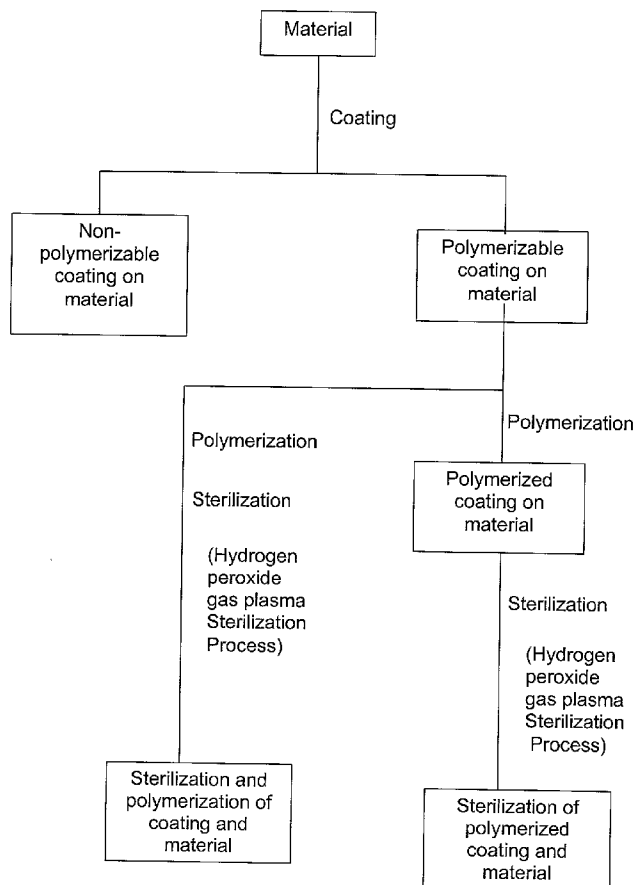 Material
Coating
Non-
polymerizable
coating on
material
Polymerizable
coating on
material
Polymerization
Sterilization
(Hydrogen
peroxide
gas plasma
Sterilization
Process)
Sterilization and
polymerization of
coating and
material
Polymerization
Polymerized
coating on
material
Sterilization
(Hydrogen
peroxide
gas plasma
Sterilization
Process)
Sterilization of
polymerized
coating and
material